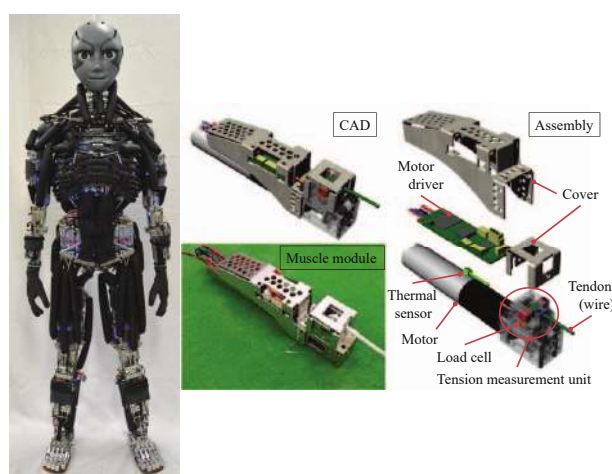 CAD
Assembly
Motor
driver
Cover
Muscle module
Thermal
sensor
Tendon
(wire)
Motor
Load cell
Tension measurement unit